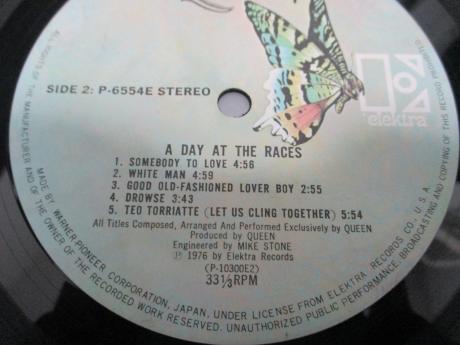 SIDE 2: P-6554E STEREO
elektra
A DAY AT THE RACES
1. SOMEBODY TO LOVE 4:56
2. WHITE MAN 4:59
3. GOOD OLD-FASHIONED LOVER BOY 2:55
4. DROWSE 3:43
5. TEO TORRIATTE (LET US CLING TOGETHER) 5:54
All Titles Composed, Arranged And Performed Exclusively by QUEEN
Produced by QUEEN
Engineered by MIKE STONE
℗ 1976 by Elektra Records
(P-10300E2)
33⅓RPM
MADE BY WARNER-PIONEER CORPORATION, JAPAN, UNDER LICENSE FROM ELEKTRA RECORDS CO., U.S.A.
ALL RIGHTS OF THE MANUFACTURER AND OF THE OWNER OF THE RECORDED WORK RESERVED. UNAUTHORIZED PUBLIC PERFORMANCE, BROADCASTING AND COPYING OF THIS RECORD PROHIBITED.